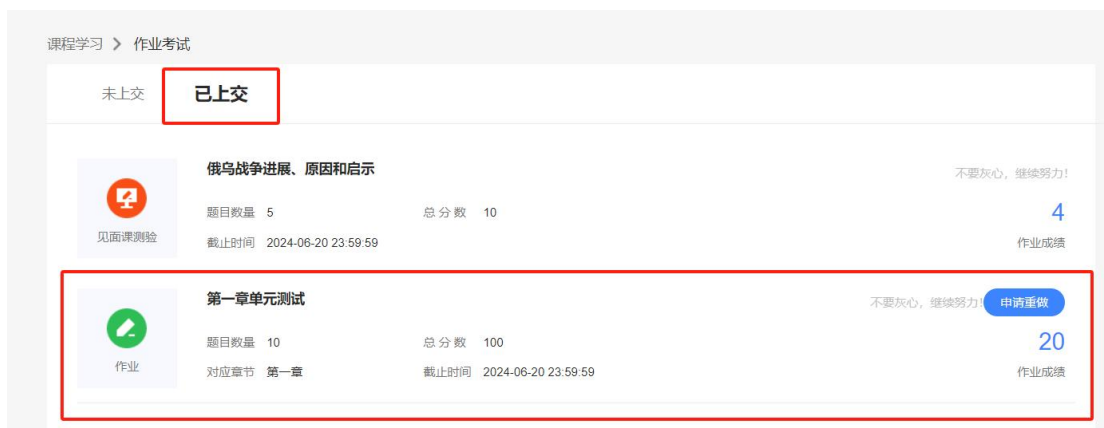 课程学习 > 作业考试
未上交 已上交
俄乌战争进展、原因和启示
不要灰心，继续努力！
题目数量 5 总分数 10
4
见面课测验
截止时间 2024-06-20 23:59:59
作业成绩
第一章单元测试
不要灰心，继续努力！ 申请重做
题目数量 10 总分数 100
20
作业
对应章节 第一章 截止时间 2024-06-20 23:59:59
作业成绩